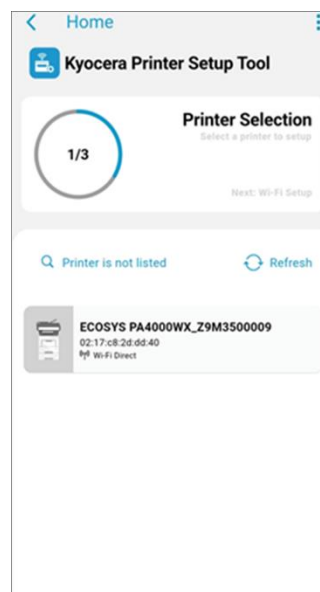 Home
Kyocera Printer Setup Tool
1/3
Printer Selection
Select a printer to setup
Next: Wi-Fi Setup
Printer is not listed
Refresh
ECOSYS PA4000WX_Z9M3500009
02:17:c8:2d:dd:40
Wi-Fi Direct